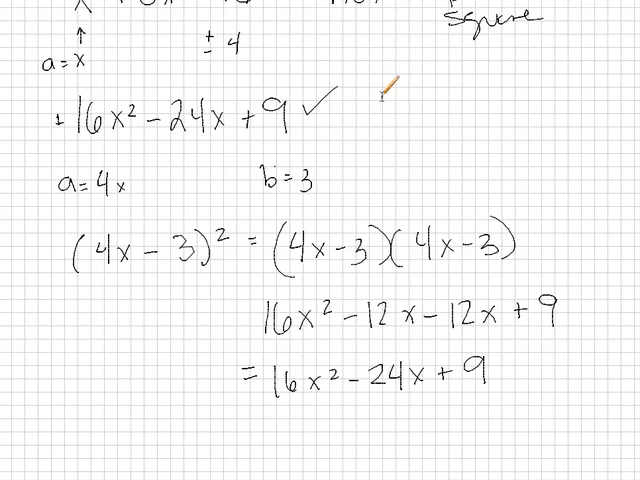 square
a = x ± 4
+16x² - 24x + 9 ✓
a = 4x b = 3
(4x - 3)² = (4x - 3)(4x - 3)
16x² - 12x - 12x + 9
= 16x² - 24x + 9